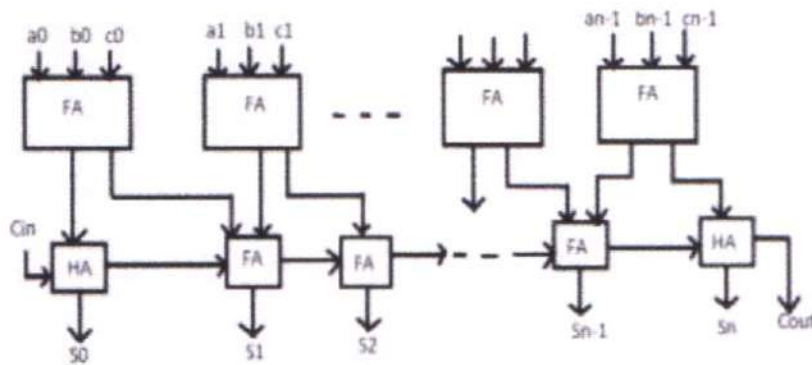 a0 b0 c0 a1 b1 c1 an-1 bn-1 cn-1
FA FA FA FA
Cin
HA FA FA FA HA
S0 S1 S2 Sn-1 Sn Cout